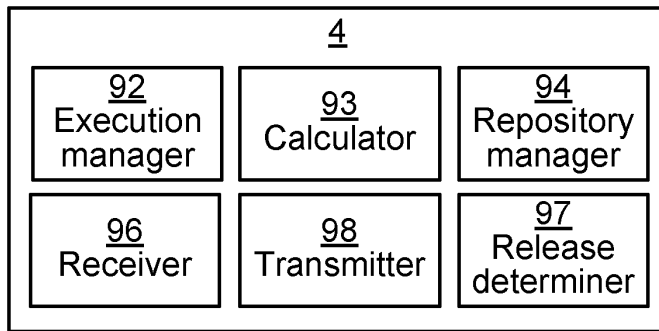 4
92
Execution
manager
93
Calculator
94
Repository
manager
96
Receiver
98
Transmitter
97
Release
determiner